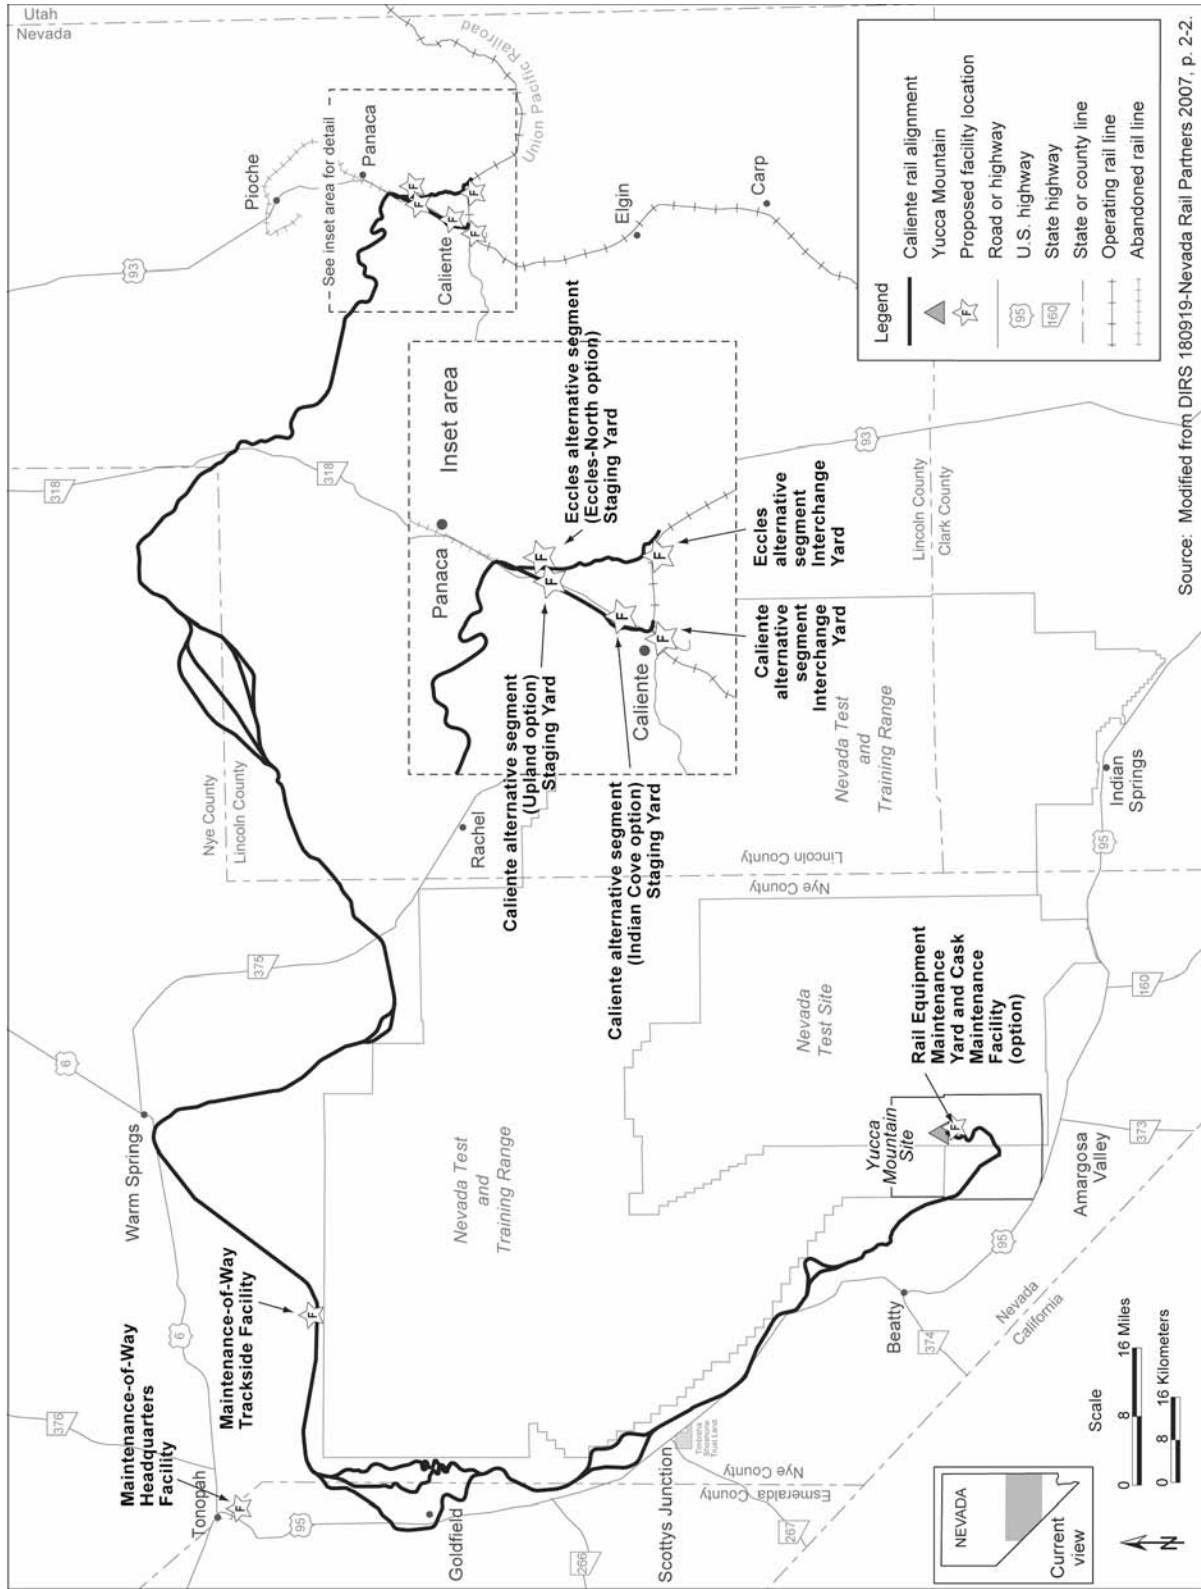 Utah
Nevada
Union Pacific Railroad
See inset area for detail
Pioche
Panaca
93
Caliente
Elgin
Carp
318
318
Inset area
Panaca
Eccles alternative segment
(Eccles-North option)
Staging Yard
Caliente alternative segment
(Upland option)
Staging Yard
Caliente
Caliente alternative segment
(Indian Cove option)
Staging Yard
Caliente
alternative
segment
Interchange
Yard
Eccles
alternative
segment
Interchange
Yard
F
F
F
F
F
F
F
F
93
Lincoln County
Clark County
Nye County
Lincoln County
Rachel
375
6
Warm Springs
Lincoln County
Nye County
Nevada Test
and
Training Range
Indian
Springs
95
Nevada
Test Site
Nevada Test
and
Training Range
Rail Equipment
Maintenance
Yard and Cask
Maintenance
Facility
(option)
F
Yucca
Mountain
Site
160
373
Amargosa
Valley
95
Beatty
374
Nevada
California
Maintenance-of-Way
Trackside Facility
F
6
376
Maintenance-of-Way
Headquarters
Facility
F
Tonopah
95
Goldfield
266
Scottys Junction
Timbisha
Shoshone
Trust Land
Nye County
Esmeralda County
267
Scale
0 8 16 Miles
0 8 16 Kilometers
NEVADA
Current
view
N
Legend
Caliente rail alignment
Yucca Mountain
F Proposed facility location
Road or highway
95 U.S. highway
160 State highway
State or county line
Operating rail line
Abandoned rail line
Source: Modified from DIRS 180919-Nevada Rail Partners 2007, p. 2-2.